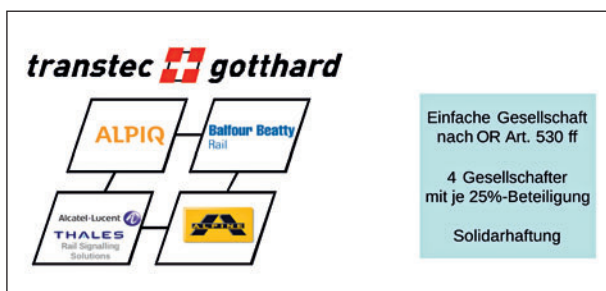 transtec gotthard
ALPIQ
Balfour Beatty
Rail
Alcatel-Lucent
THALES
Rail Signalling
Solutions
ALPINE
Einfache Gesellschaft
nach OR Art. 530 ff
4 Gesellschafter
mit je 25%-Beteiligung
Solidarhaftung